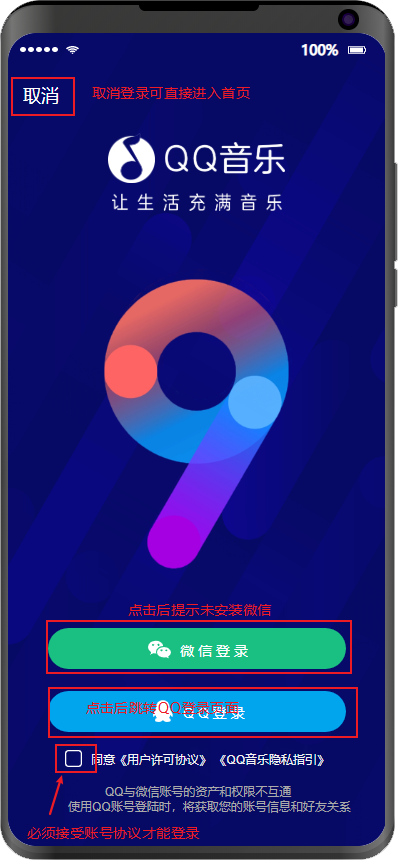 100%
取消
取消登录可直接进入首页
QQ音乐
让生活充满音乐
点击后提示未安装微信
微信登录
点击后跳转QQ登录页面
QQ登录
同意《用户许可协议》《QQ音乐隐私指引》
QQ与微信账号的资产和权限不互通
使用QQ账号登陆时，将获取您的账号信息和好友关系
必须接受账号协议才能登录